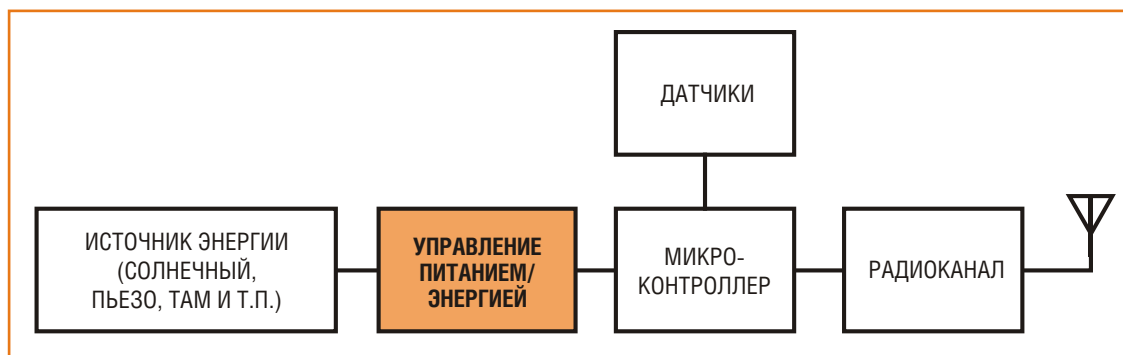 ДАТЧИКИ
ИСТОЧНИК ЭНЕРГИИ
(СОЛНЕЧНЫЙ,
ПЬЕЗО, ТАМ И Т.П.)
УПРАВЛЕНИЕ
ПИТАНИЕМ/
ЭНЕРГИЕЙ
МИКРО-
КОНТРОЛЛЕР
РАДИОКАНАЛ